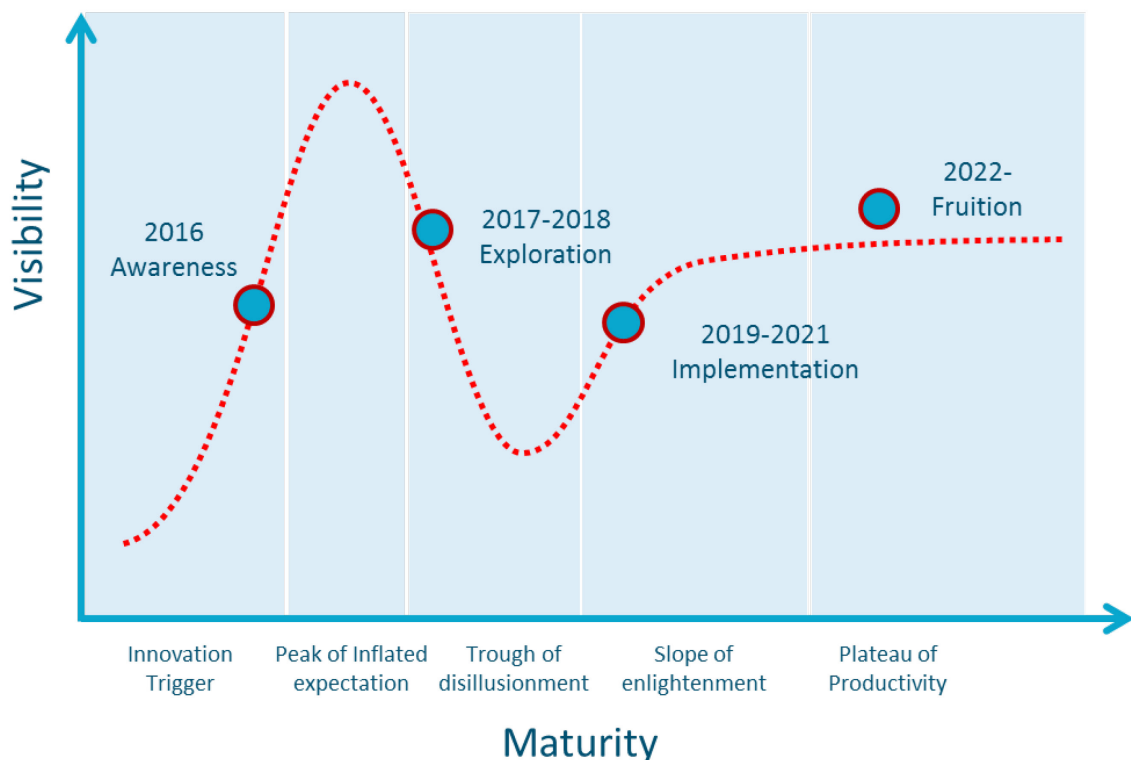 Visibility
2016
Awareness
2017-2018
Exploration
2019-2021
Implementation
2022-
Fruition
Innovation
Trigger
Peak of Inflated
expectation
Trough of
disillusionment
Slope of
enlightenment
Plateau of
Productivity
Maturity